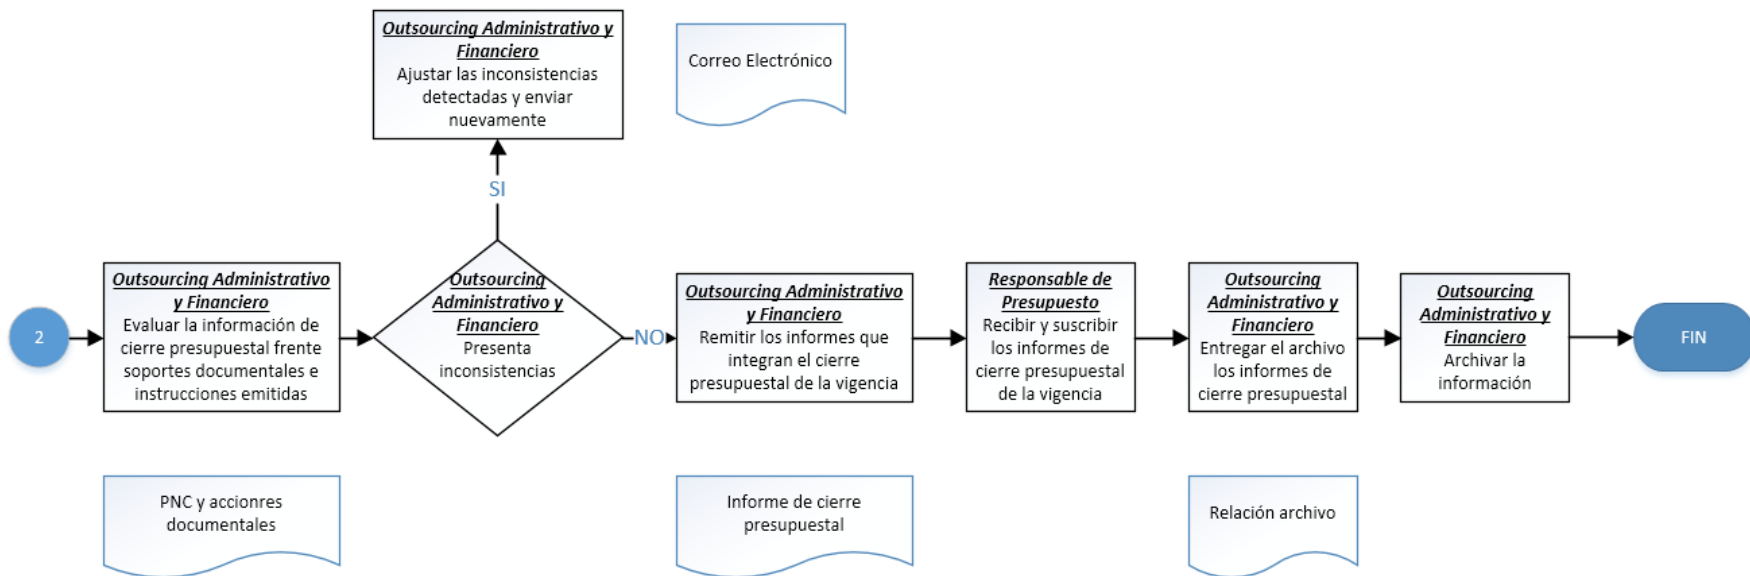 Outsourcing Administrativo y
Financiero
Ajustar las inconsistencias
detectadas y enviar
nuevamente
Correo Electrónico
SI
2
Outsourcing Administrativo
y Financiero
Evaluar la información de
cierre presupuestal frente
soportes documentales e
instrucciones emitidas
Outsourcing
Administrativo y
Financiero
Presenta
inconsistencias
NO
Outsourcing Administrativo
y Financiero
Remitir los informes que
integran el cierre
presupuestal de la vigencia
Responsable de
Presupuesto
Recibir y suscribir
los informes de
cierre presupuestal
de la vigencia
Outsourcing
Administrativo y
Financiero
Entregar el archivo
los informes de
cierre presupuestal
Outsourcing
Administrativo y
Financiero
Archivar la
información
FIN
PNC y accionres
documentales
Informe de cierre
presupuestal
Relación archivo